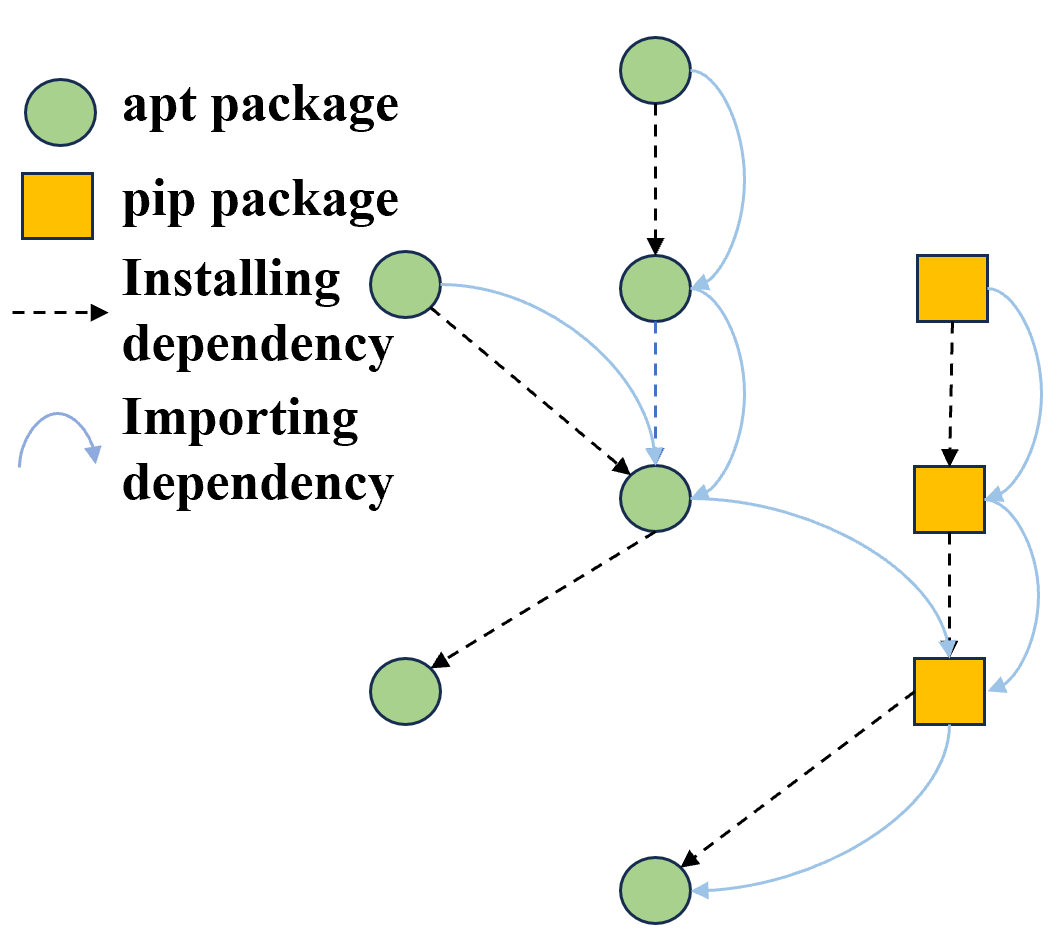 apt package
pip package
Installing
dependency
Importing
dependency